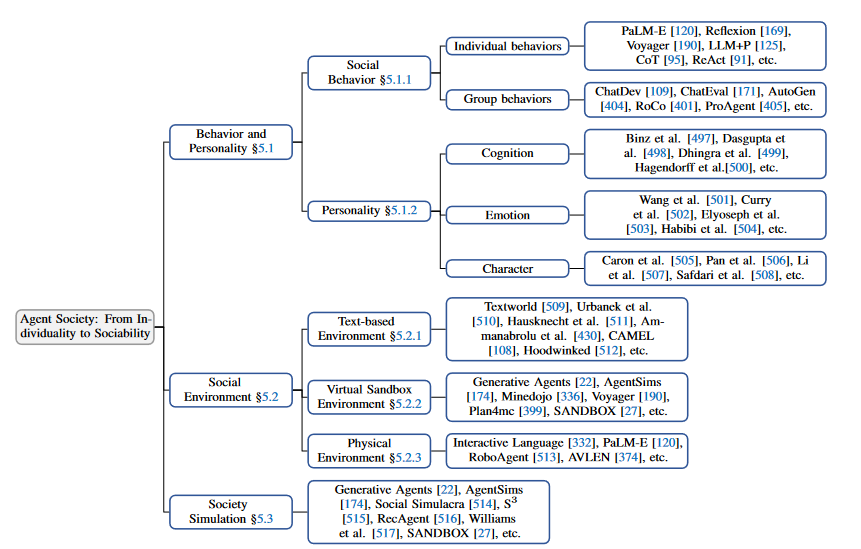 Agent Society: From In-
dividuality to Sociability
Behavior and
Personality §5.1
Social
Behavior §5.1.1
Individual behaviors
PaLM-E [120], Reflexion [169],
Voyager [190], LLM+P [125],
CoT [95], ReAct [91], etc.
Group behaviors
ChatDev [109], ChatEval [171], AutoGen
[404], RoCo [401], ProAgent [405], etc.
Personality §5.1.2
Cognition
Binz et al. [497], Dasgupta et
al. [498], Dhingra et al. [499],
Hagendorff et al.[500], etc.
Emotion
Wang et al. [501], Curry
et al. [502], Elyoseph et al.
[503], Habibi et al. [504], etc.
Character
Caron et al. [505], Pan et al. [506], Li
et al. [507], Safdari et al. [508], etc.
Social
Environment §5.2
Text-based
Environment §5.2.1
Textworld [509], Urbanek et al.
[510], Hausknecht et al. [511], Am-
manabrolu et al. [430], CAMEL
[108], Hoodwinked [512], etc.
Virtual Sandbox
Environment §5.2.2
Generative Agents [22], AgentSims
[174], Minedojo [336], Voyager [190],
Plan4mc [399], SANDBOX [27], etc.
Physical
Environment §5.2.3
Interactive Language [332], PaLM-E [120],
RoboAgent [513], AVLEN [374], etc.
Society
Simulation §5.3
Generative Agents [22], AgentSims
[174], Social Simulacra [514], S³
[515], RecAgent [516], Williams
et al. [517], SANDBOX [27], etc.